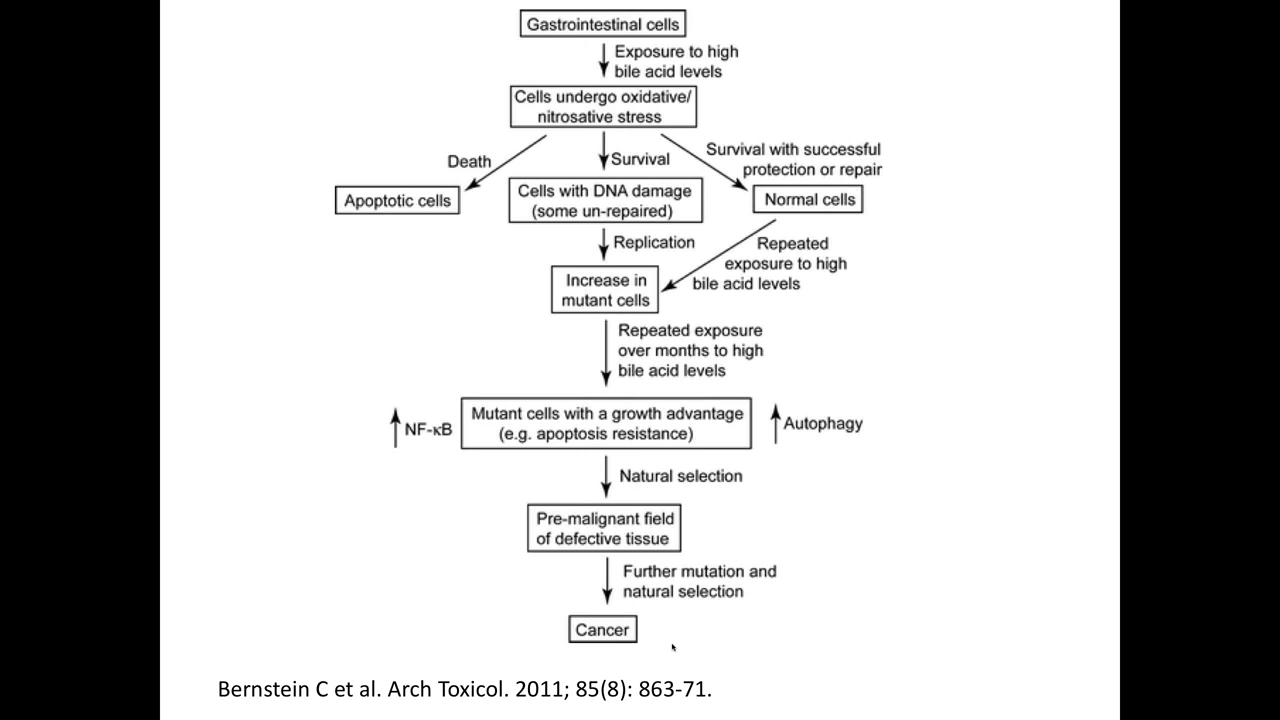 Gastrointestinal cells
Exposure to high
bile acid levels
Cells undergo oxidative/
nitrosative stress
Death
Survival
Survival with successful
protection or repair
Apoptotic cells
Cells with DNA damage
(some un-repaired)
Normal cells
Replication
Repeated
exposure to high
bile acid levels
Increase in
mutant cells
Repeated exposure
over months to high
bile acid levels
NF-κB
Mutant cells with a growth advantage
(e.g. apoptosis resistance)
Autophagy
Natural selection
Pre-malignant field
of defective tissue
Further mutation and
natural selection
Cancer
Bernstein C et al. Arch Toxicol. 2011; 85(8): 863-71.